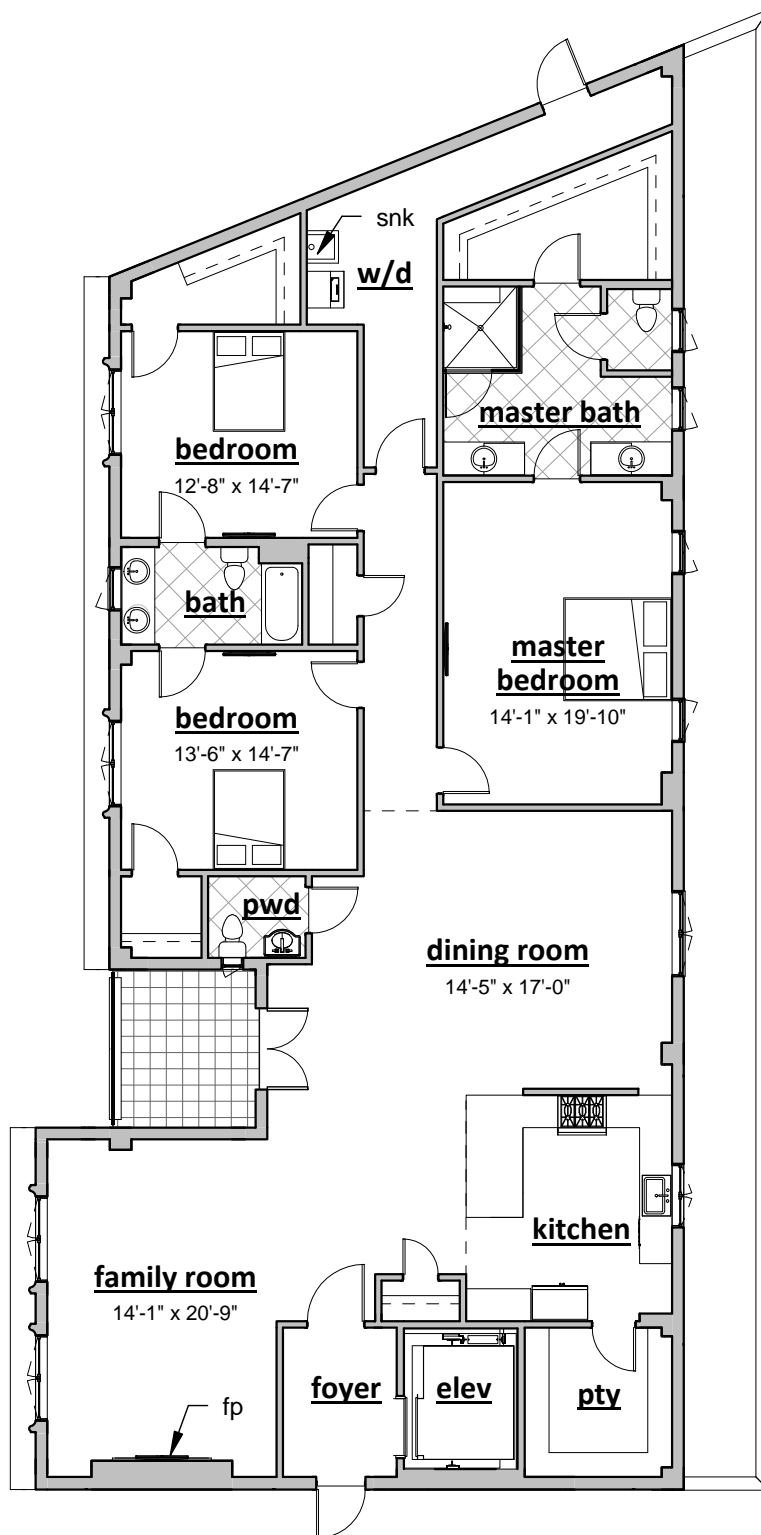 snk
w/d
master bath
bedroom
12'-8" x 14'-7"
bath
master
bedroom
14'-1" x 19'-10"
bedroom
13'-6" x 14'-7"
pwd
dining room
14'-5" x 17'-0"
kitchen
family room
14'-1" x 20'-9"
foyer
elev
pty
fp